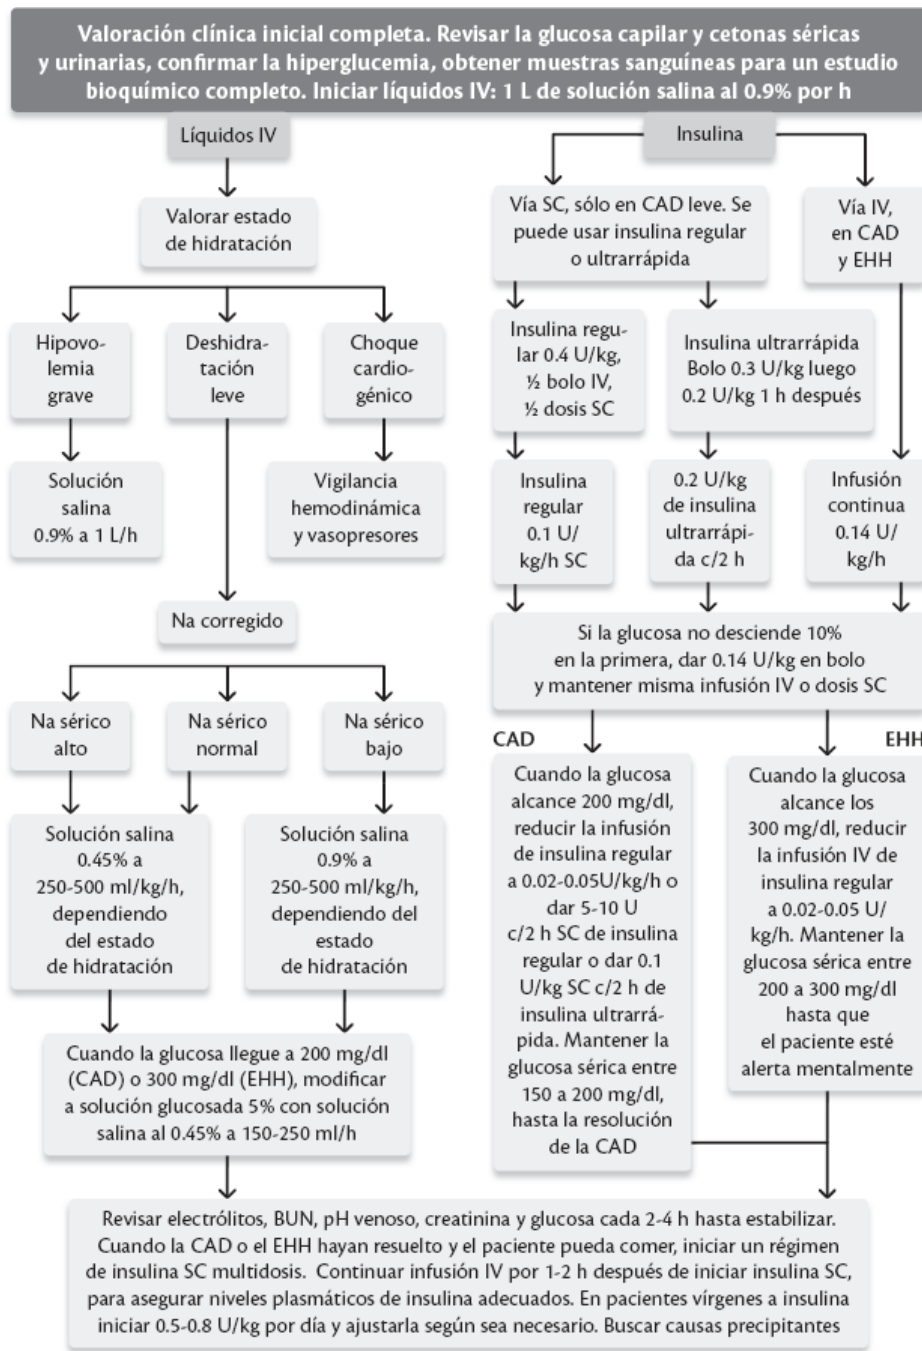 Valoración clínica inicial completa. Revisar la glucosa capilar y cetonas séricas
y urinarias, confirmar la hiperglucemia, obtener muestras sanguíneas para un estudio
bioquímico completo. Iniciar líquidos IV: 1 L de solución salina al 0.9% por h
Líquidos IV
Valorar estado
de hidratación
Hipovo-
lemia
grave
Deshidra-
tación
leve
Choque
cardio-
génico
Solución
salina
0.9% a 1 L/h
Vigilancia
hemodinámica
y vasopresores
Na corregido
Na sérico
alto
Na sérico
normal
Na sérico
bajo
Solución salina
0.45% a
250-500 ml/kg/h,
dependiendo
del estado
de hidratación
Solución salina
0.9% a
250-500 ml/kg/h,
dependiendo del
estado
de hidratación
Cuando la glucosa llegue a 200 mg/dl
(CAD) o 300 mg/dl (EHH), modificar
a solución glucosada 5% con solución
salina al 0.45% a 150-250 ml/h
Insulina
Vía SC, sólo en CAD leve. Se
puede usar insulina regular
o ultrarrápida
Vía IV,
en CAD
y EHH
Insulina regu-
lar 0.4 U/kg,
½ bolo IV,
½ dosis SC
Insulina ultrarrápida
Bolo 0.3 U/kg luego
0.2 U/kg 1 h después
Insulina
regular
0.1 U/
kg/h SC
0.2 U/kg
de insulina
ultrarrápi-
da c/2 h
Infusión
continua
0.14 U/
kg/h
Si la glucosa no desciende 10%
en la primera, dar 0.14 U/kg en bolo
y mantener misma infusión IV o dosis SC
CAD
Cuando la glucosa
alcance 200 mg/dl,
reducir la infusión
de insulina regular
a 0.02-0.05U/kg/h o
dar 5-10 U
c/2 h SC de insulina
regular o dar 0.1
U/kg SC c/2 h de
insulina ultrarrá-
pida. Mantener la
glucosa sérica entre
150 a 200 mg/dl,
hasta la resolución
de la CAD
EHH
Cuando la glucosa
alcance los
300 mg/dl, reducir
la infusión IV de
insulina regular
a 0.02-0.05 U/
kg/h. Mantener la
glucosa sérica entre
200 a 300 mg/dl
hasta que
el paciente esté
alerta mentalmente
Revisar electrólitos, BUN, pH venoso, creatinina y glucosa cada 2-4 h hasta estabilizar.
Cuando la CAD o el EHH hayan resuelto y el paciente pueda comer, iniciar un régimen
de insulina SC multidosis. Continuar infusión IV por 1-2 h después de iniciar insulina SC,
para asegurar niveles plasmáticos de insulina adecuados. En pacientes vírgenes a insulina
iniciar 0.5-0.8 U/kg por día y ajustarla según sea necesario. Buscar causas precipitantes